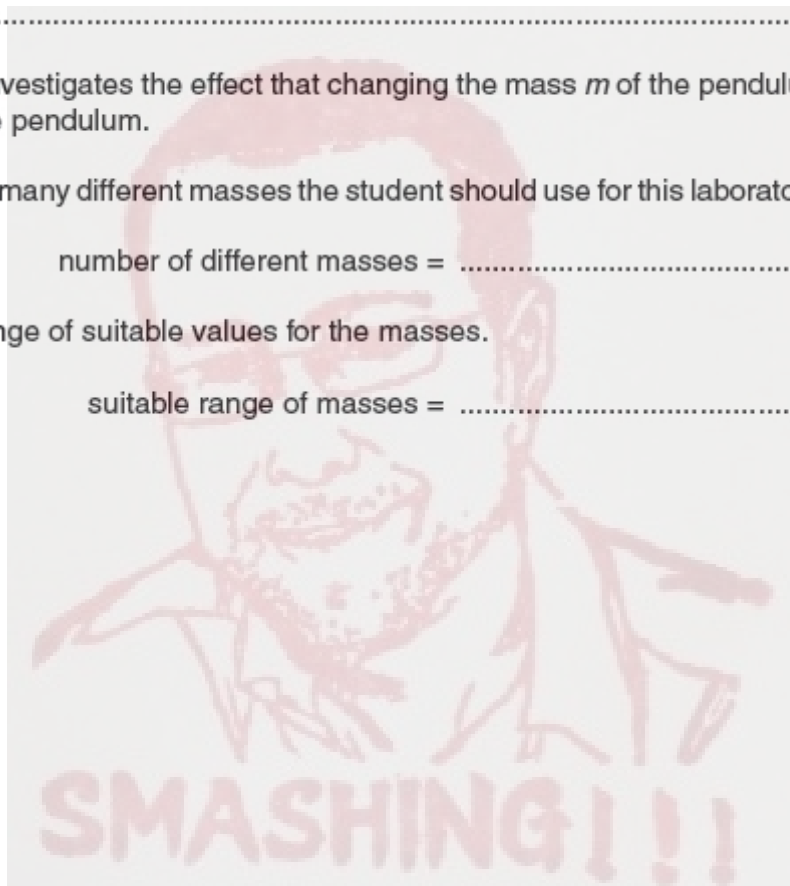 vestigates the effect that changing the mass m of the pendul
pendulum.
many different masses the student should use for this laborato
number of different masses = ........................................
nge of suitable values for the masses.
suitable range of masses = ........................................
SMASHING!!!